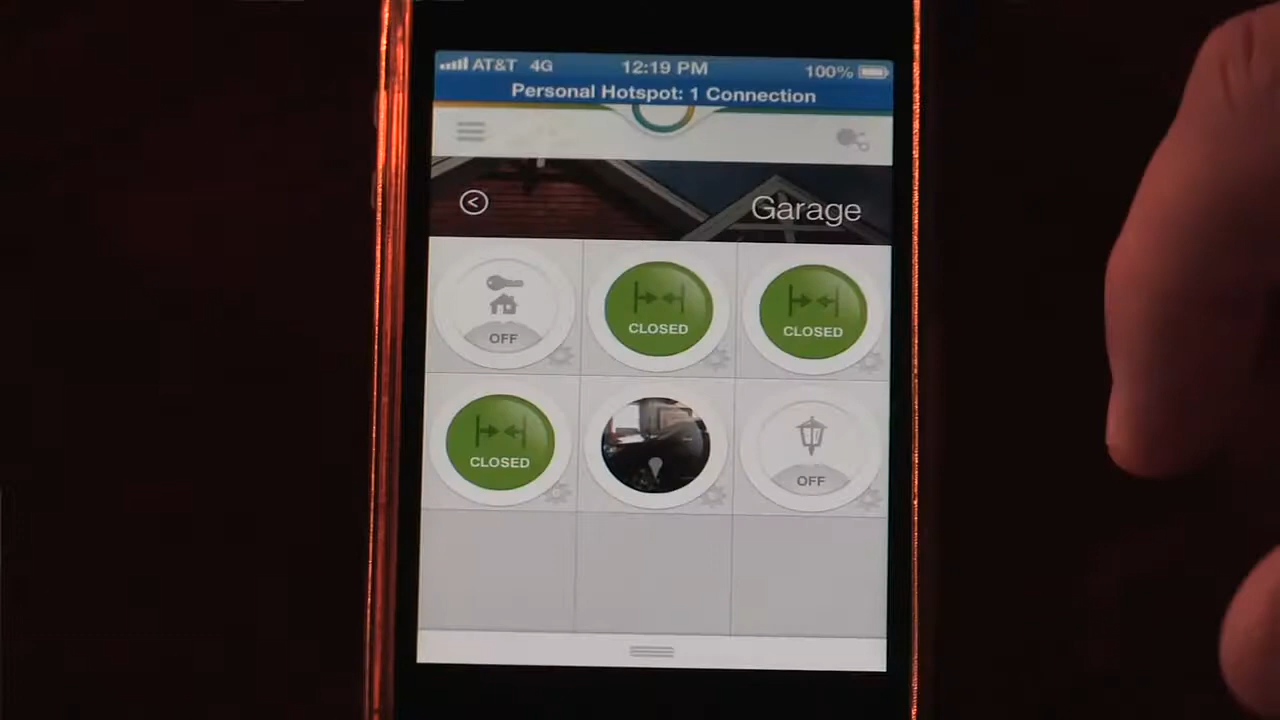 AT&T 4G 12:19 PM 100%
Personal Hotspot: 1 Connection
< Garage
OFF CLOSED CLOSED
CLOSED OFF